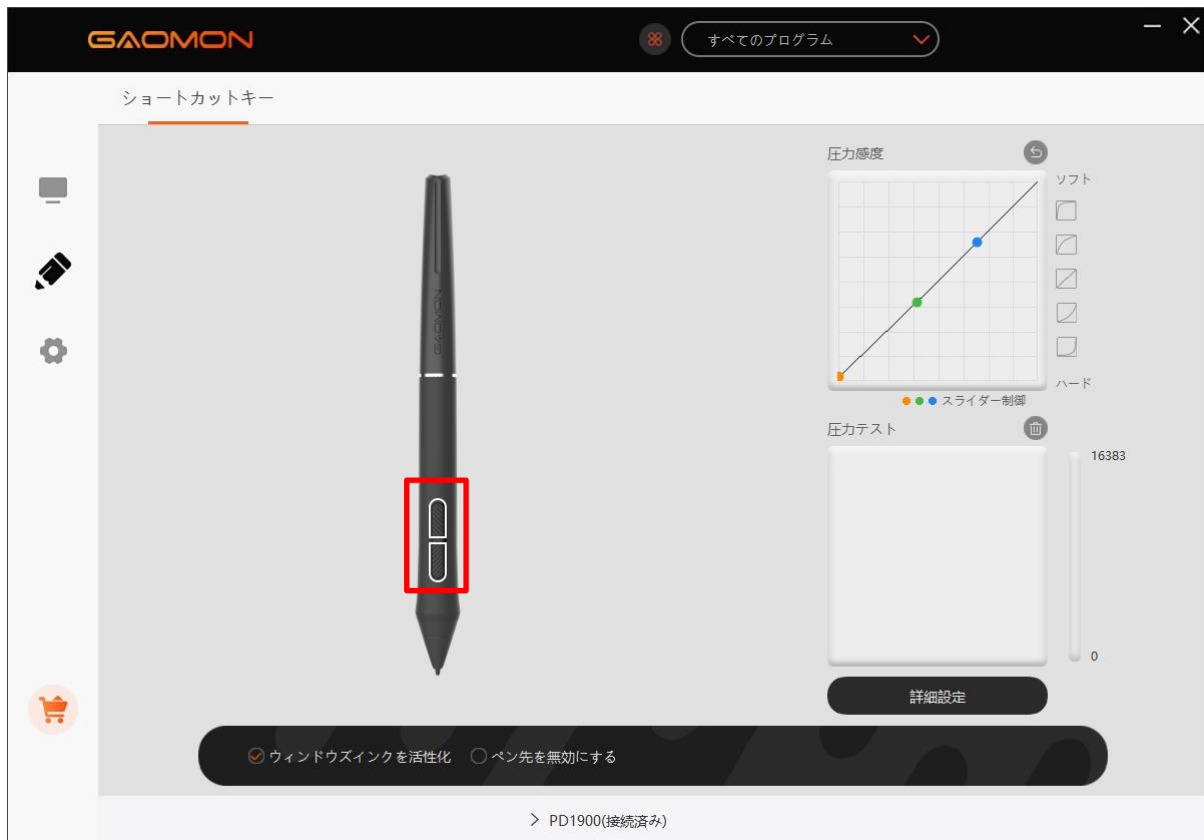 GAOMON
すべてのプログラム
ショートカットキー
圧力感度
ソフト
GAOMON
ハード
スライダー制御
圧力テスト
16383
0
詳細設定
ウィンドウズインクを活性化 ペン先を無効にする
PD1900(接続済み)